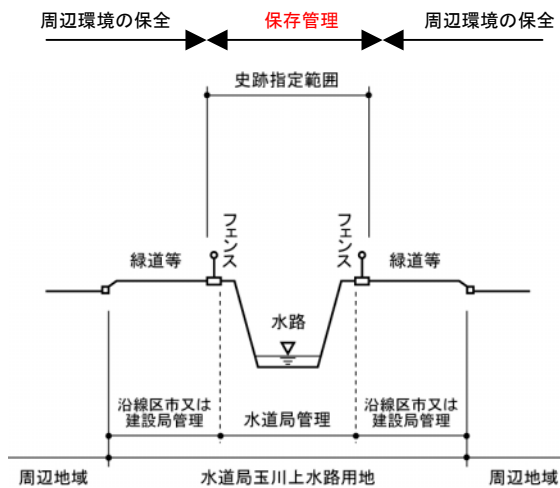 周辺環境の保全
保存管理
周辺環境の保全
史跡指定範囲
フェンス
フェンス
緑道等
緑道等
水路
沿線区市又は
建設局管理
水道局管理
沿線区市又は
建設局管理
周辺地域
水道局玉川上水路用地
周辺地域